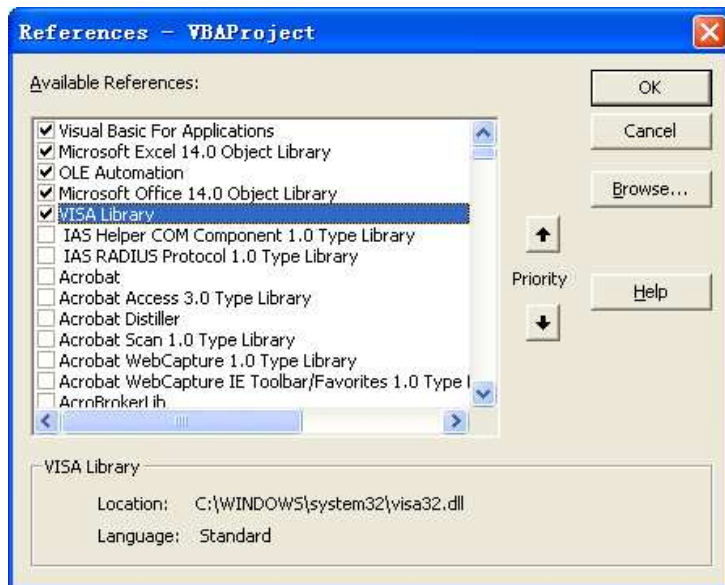 References - VBAProject
Available References:
OK
Visual Basic For Applications
Cancel
Microsoft Excel 14.0 Object Library
OLE Automation
Microsoft Office 14.0 Object Library
Browse...
VISA Library
IAS Helper COM Component 1.0 Type Library
IAS RADIUS Protocol 1.0 Type Library
Acrobat
Priority
Help
Acrobat Access 3.0 Type Library
Acrobat Distiller
Acrobat Scan 1.0 Type Library
Acrobat WebCapture 1.0 Type Library
Acrobat WebCapture IE Toolbar/Favorites 1.0 Type
AcroBrokerLib
VISA Library
Location: C:\WINDOWS\system32\visa32.dll
Language: Standard